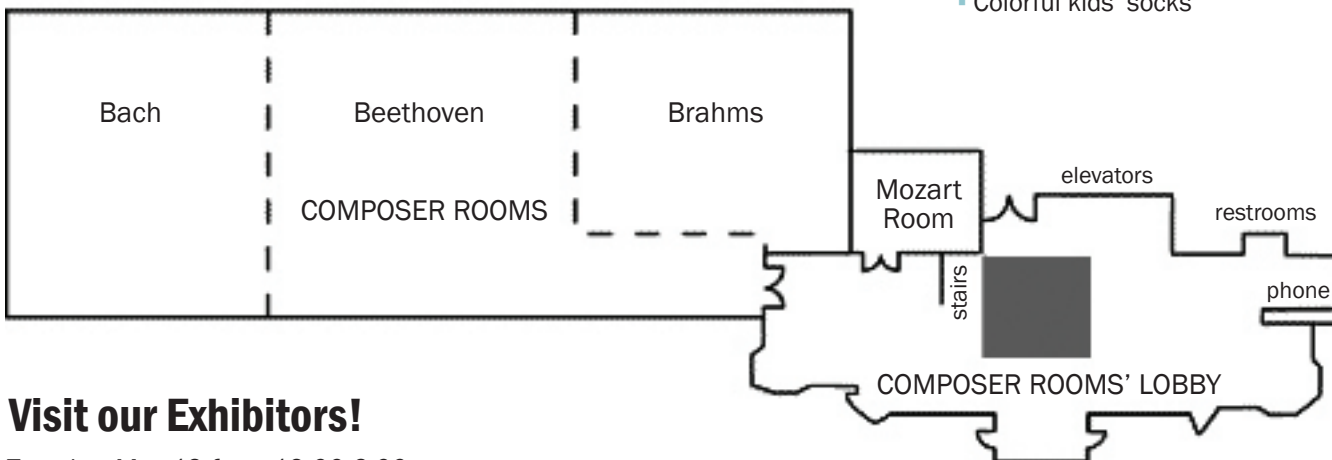 Colorful kids' socks
Bach
Beethoven
Brahms
COMPOSER ROOMS
Mozart
Room
elevators
restrooms
stairs
phone
COMPOSER ROOMS' LOBBY
Visit our Exhibitors!